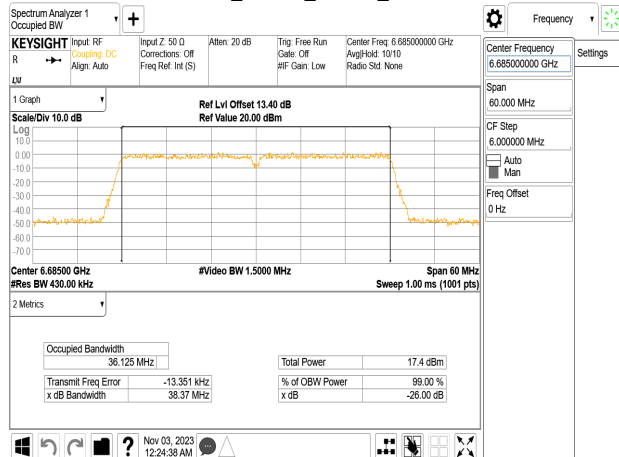 Spectrum Analyzer 1
Occupied BW
Frequency
KEYSIGHT
R
Input: RF
Coupling: DC
Align: Auto
Input Z: 50 Ω
Corrections: Off
Freq Ref: Int (S)
Atten: 20 dB
Trig: Free Run
Gate: Off
#IF Gain: Low
Center Freq: 6.685000000 GHz
Avg|Hold: 10/10
Radio Std: None
Center Frequency
6.685000000 GHz
Settings
Span
60.000 MHz
CF Step
6.000000 MHz
Auto
Man
Freq Offset
0 Hz
1 Graph
Scale/Div 10.0 dB
Ref Lvl Offset 13.40 dB
Ref Value 20.00 dBm
Log
10.0
0.00
-10.0
-20.0
-30.0
-40.0
-50.0
-60.0
-70.0
Center 6.68500 GHz
#Video BW 1.5000 MHz
Span 60 MHz
#Res BW 430.00 kHz
Sweep 1.00 ms (1001 pts)
2 Metrics
Occupied Bandwidth
36.125 MHz
Total Power 17.4 dBm
Transmit Freq Error -13.351 kHz
% of OBW Power 99.00 %
x dB Bandwidth 38.37 MHz
x dB -26.00 dB
?
Nov 03, 2023
12:24:38 AM